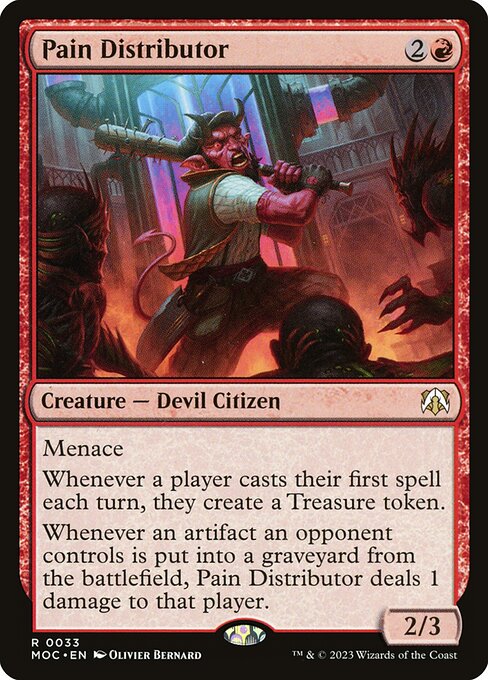 Pain Distributor 2
Creature — Devil Citizen
Menace
Whenever a player casts their first spell
each turn, they create a Treasure token.
Whenever an artifact an opponent
controls is put into a graveyard from
the battlefield, Pain Distributor deals 1
damage to that player.
2/3
R 0033
MOC • EN Olivier Bernard
™ & © 2023 Wizards of the Coast